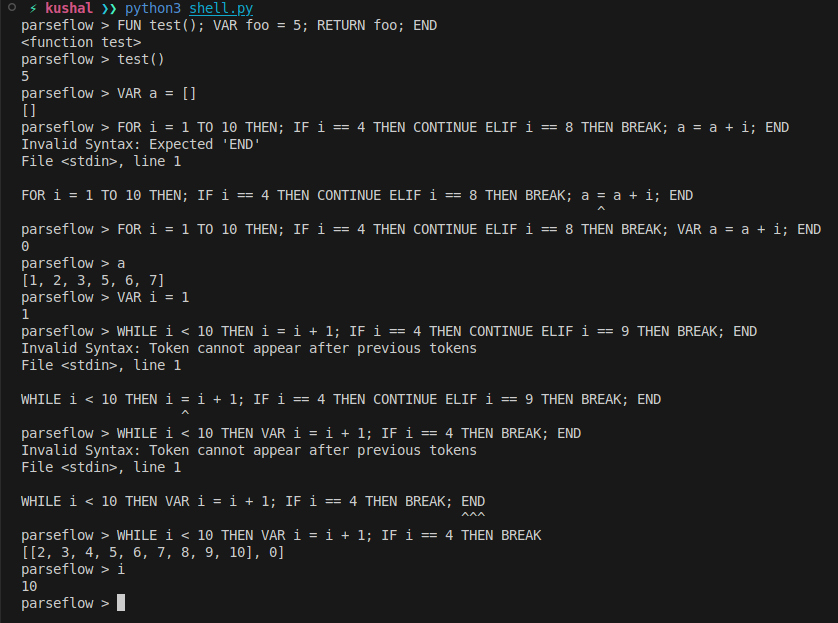 ⚡ kushal ❯❯ python3 shell.py
parseflow > FUN test(); VAR foo = 5; RETURN foo; END
<function test>
parseflow > test()
5
parseflow > VAR a = []
[]
parseflow > FOR i = 1 TO 10 THEN; IF i == 4 THEN CONTINUE ELIF i == 8 THEN BREAK; a = a + i; END
Invalid Syntax: Expected 'END'
File <stdin>, line 1

FOR i = 1 TO 10 THEN; IF i == 4 THEN CONTINUE ELIF i == 8 THEN BREAK; a = a + i; END
                                                                        ^
parseflow > FOR i = 1 TO 10 THEN; IF i == 4 THEN CONTINUE ELIF i == 8 THEN BREAK; VAR a = a + i; END
0
parseflow > a
[1, 2, 3, 5, 6, 7]
parseflow > VAR i = 1
1
parseflow > WHILE i < 10 THEN i = i + 1; IF i == 4 THEN CONTINUE ELIF i == 9 THEN BREAK; END
Invalid Syntax: Token cannot appear after previous tokens
File <stdin>, line 1

WHILE i < 10 THEN i = i + 1; IF i == 4 THEN CONTINUE ELIF i == 9 THEN BREAK; END
                    ^
parseflow > WHILE i < 10 THEN VAR i = i + 1; IF i == 4 THEN BREAK; END
Invalid Syntax: Token cannot appear after previous tokens
File <stdin>, line 1

WHILE i < 10 THEN VAR i = i + 1; IF i == 4 THEN BREAK; END
                                                       ^^^
parseflow > WHILE i < 10 THEN VAR i = i + 1; IF i == 4 THEN BREAK
[[2, 3, 4, 5, 6, 7, 8, 9, 10], 0]
parseflow > i
10
parseflow >